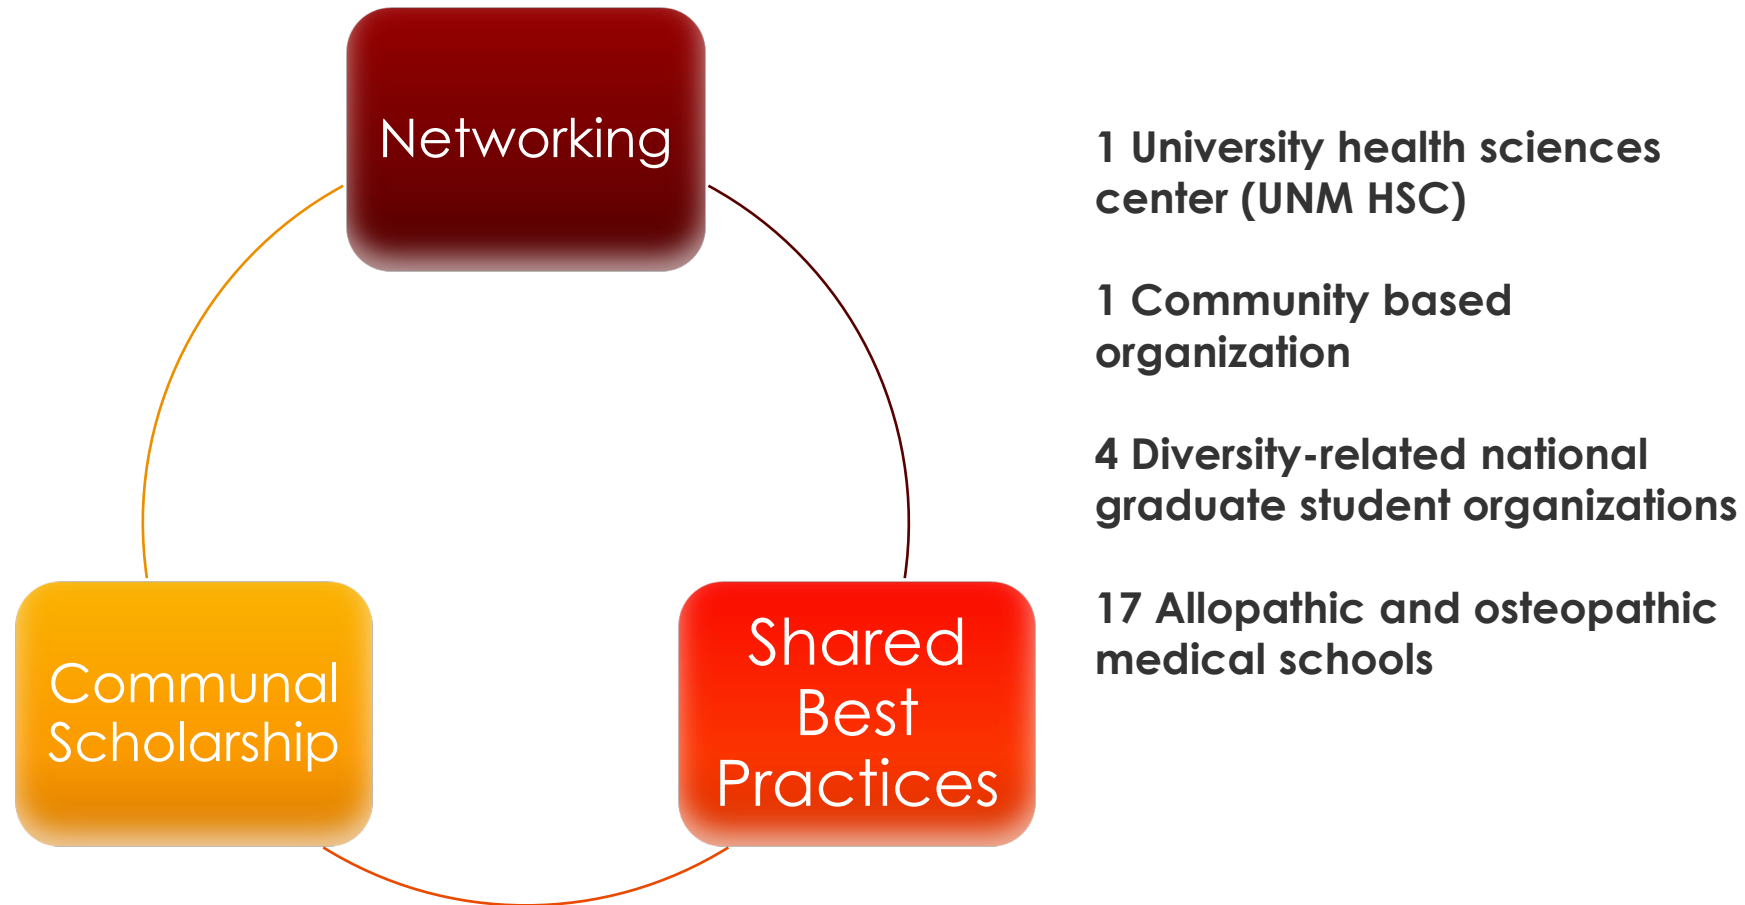 Networking
Shared
Best
Practices
Communal
Scholarship
1 University health sciences
center (UNM HSC)
1 Community based
organization
4 Diversity-related national
graduate student organizations
17 Allopathic and osteopathic
medical schools